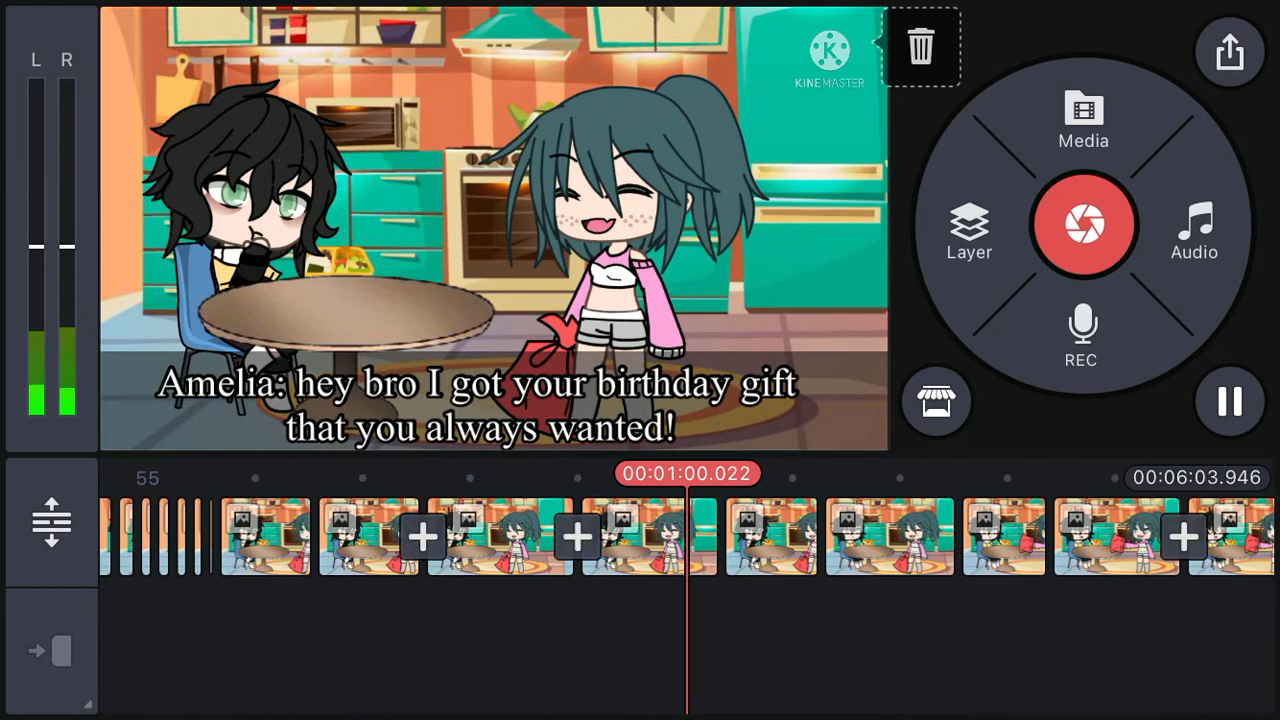 L R
K
KINEMASTER
Media
Layer
Audio
REC
Amelia: hey bro I got your birthday gift
that you always wanted!
55
00:01:00.022
00:06:03.946